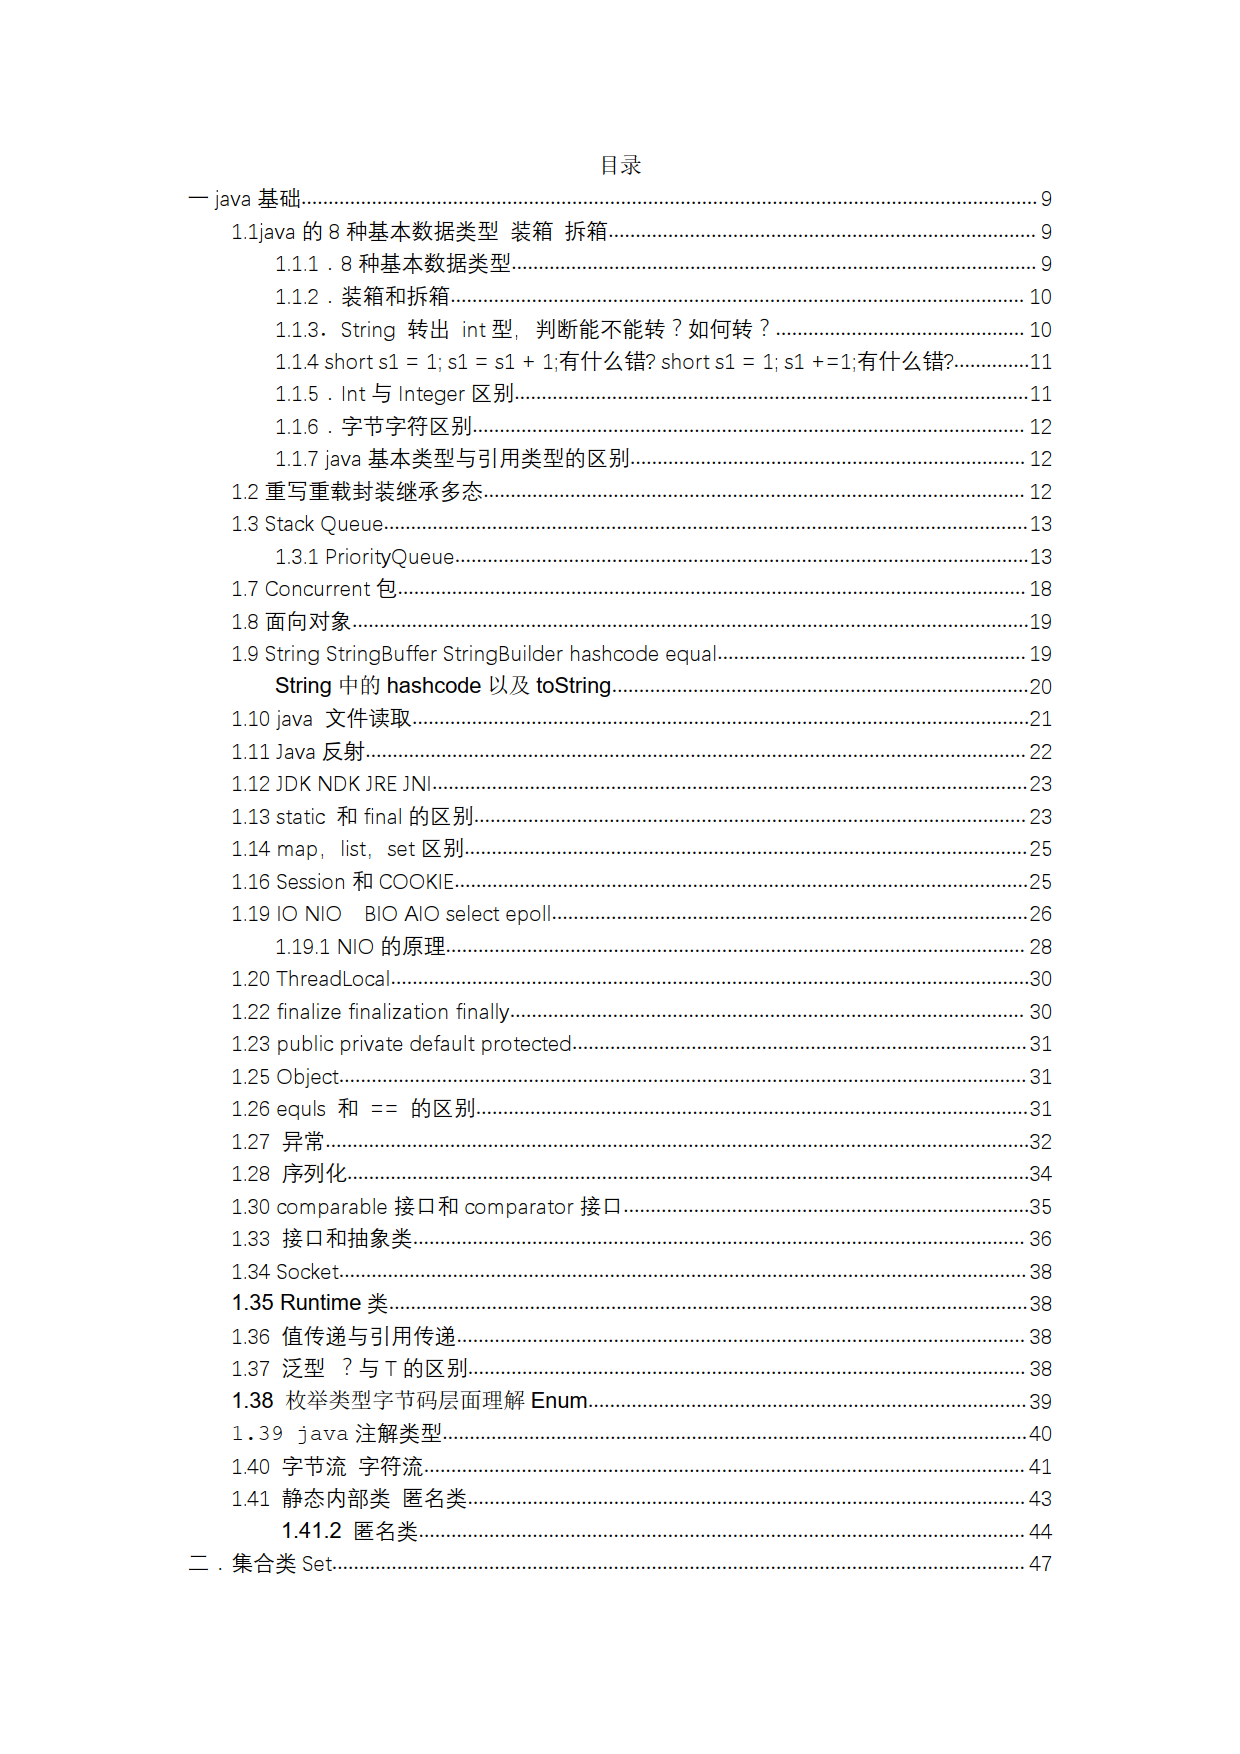 目录
一 java 基础 9
1.1java 的 8 种基本数据类型 装箱 拆箱 9
1.1.1．8 种基本数据类型 9
1.1.2．装箱和拆箱 10
1.1.3．String 转出 int 型，判断能不能转？如何转？ 10
1.1.4 short s1 = 1; s1 = s1 + 1;有什么错? short s1 = 1; s1 +=1;有什么错? 11
1.1.5．Int 与 Integer 区别 11
1.1.6．字节字符区别 12
1.1.7 java 基本类型与引用类型的区别 12
1.2 重写重载封装继承多态 12
1.3 Stack Queue 13
1.3.1 PriorityQueue 13
1.7 Concurrent 包 18
1.8 面向对象 19
1.9 String StringBuffer StringBuilder hashcode equal 19
String 中的 hashcode 以及 toString 20
1.10 java 文件读取 21
1.11 Java 反射 22
1.12 JDK NDK JRE JNI 23
1.13 static 和 final 的区别 23
1.14 map，list，set 区别 25
1.16 Session 和 COOKIE 25
1.19 IO NIO BIO AIO select epoll 26
1.19.1 NIO 的原理 28
1.20 ThreadLocal 30
1.22 finalize finalization finally 30
1.23 public private default protected 31
1.25 Object 31
1.26 equls 和 == 的区别 31
1.27 异常 32
1.28 序列化 34
1.30 comparable 接口和 comparator 接口 35
1.33 接口和抽象类 36
1.34 Socket 38
1.35 Runtime 类 38
1.36 值传递与引用传递 38
1.37 泛型 ？与 T 的区别 38
1.38 枚举类型字节码层面理解 Enum 39
1.39 java 注解类型 40
1.40 字节流 字符流 41
1.41 静态内部类 匿名类 43
1.41.2 匿名类 44
二．集合类 Set 47